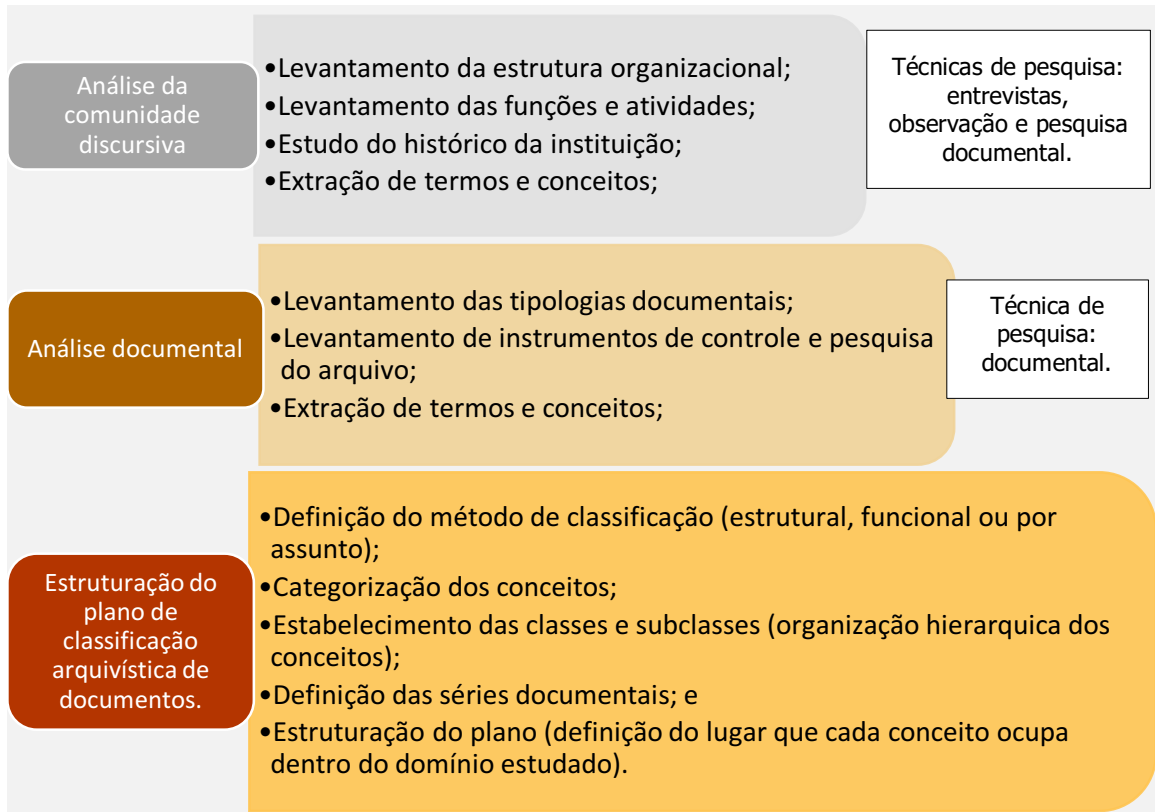 Análise da
comunidade
discursiva
•Levantamento da estrutura organizacional;
•Levantamento das funções e atividades;
•Estudo do histórico da instituição;
•Extração de termos e conceitos;
Técnicas de pesquisa:
entrevistas,
observação e pesquisa
documental.
Análise documental
•Levantamento das tipologias documentais;
•Levantamento de instrumentos de controle e pesquisa
do arquivo;
•Extração de termos e conceitos;
Técnica de
pesquisa:
documental.
Estruturação do
plano de
classificação
arquivística de
documentos.
•Definição do método de classificação (estrutural, funcional ou por
assunto);
•Categorização dos conceitos;
•Estabelecimento das classes e subclasses (organização hierarquica dos
conceitos);
•Definição das séries documentais; e
•Estruturação do plano (definição do lugar que cada conceito ocupa
dentro do domínio estudado).